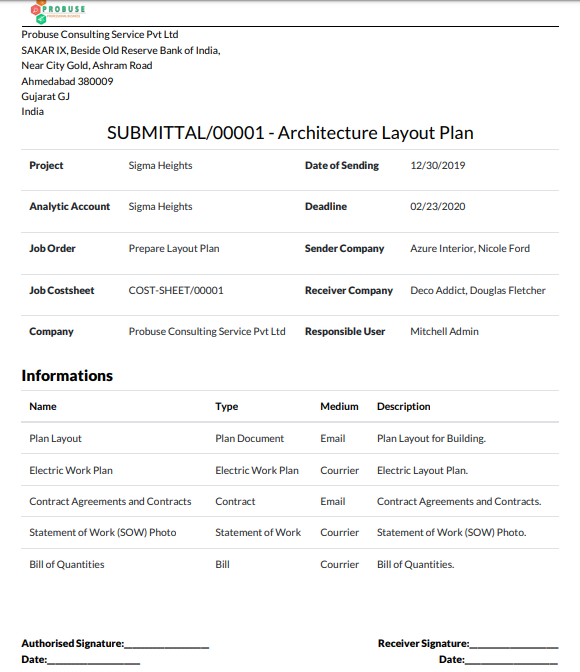 PROBUSE
Probuse Consulting Service Pvt Ltd
SAKAR IX, Beside Old Reserve Bank of India,
Near City Gold, Ashram Road
Ahmedabad 380009
Gujarat GJ
India
SUBMITTAL/00001 - Architecture Layout Plan
Project Sigma Heights Date of Sending 12/30/2019
Analytic Account Sigma Heights Deadline 02/23/2020
Job Order Prepare Layout Plan Sender Company Azure Interior, Nicole Ford
Job Costsheet COST-SHEET/00001 Receiver Company Deco Addict, Douglas Fletcher
Company Probuse Consulting Service Pvt Ltd Responsible User Mitchell Admin
Informations
Name Type Medium Description
Plan Layout Plan Document Email Plan Layout for Building.
Electric Work Plan Electric Work Plan Courrier Electric Layout Plan.
Contract Agreements and Contracts Contract Email Contract Agreements and Contracts.
Statement of Work (SOW) Photo Statement of Work Courrier Statement of Work (SOW) Photo.
Bill of Quantities Bill Courrier Bill of Quantities.
Authorised Signature:_________________ Receiver Signature:_________________
Date:_________________ Date:_________________